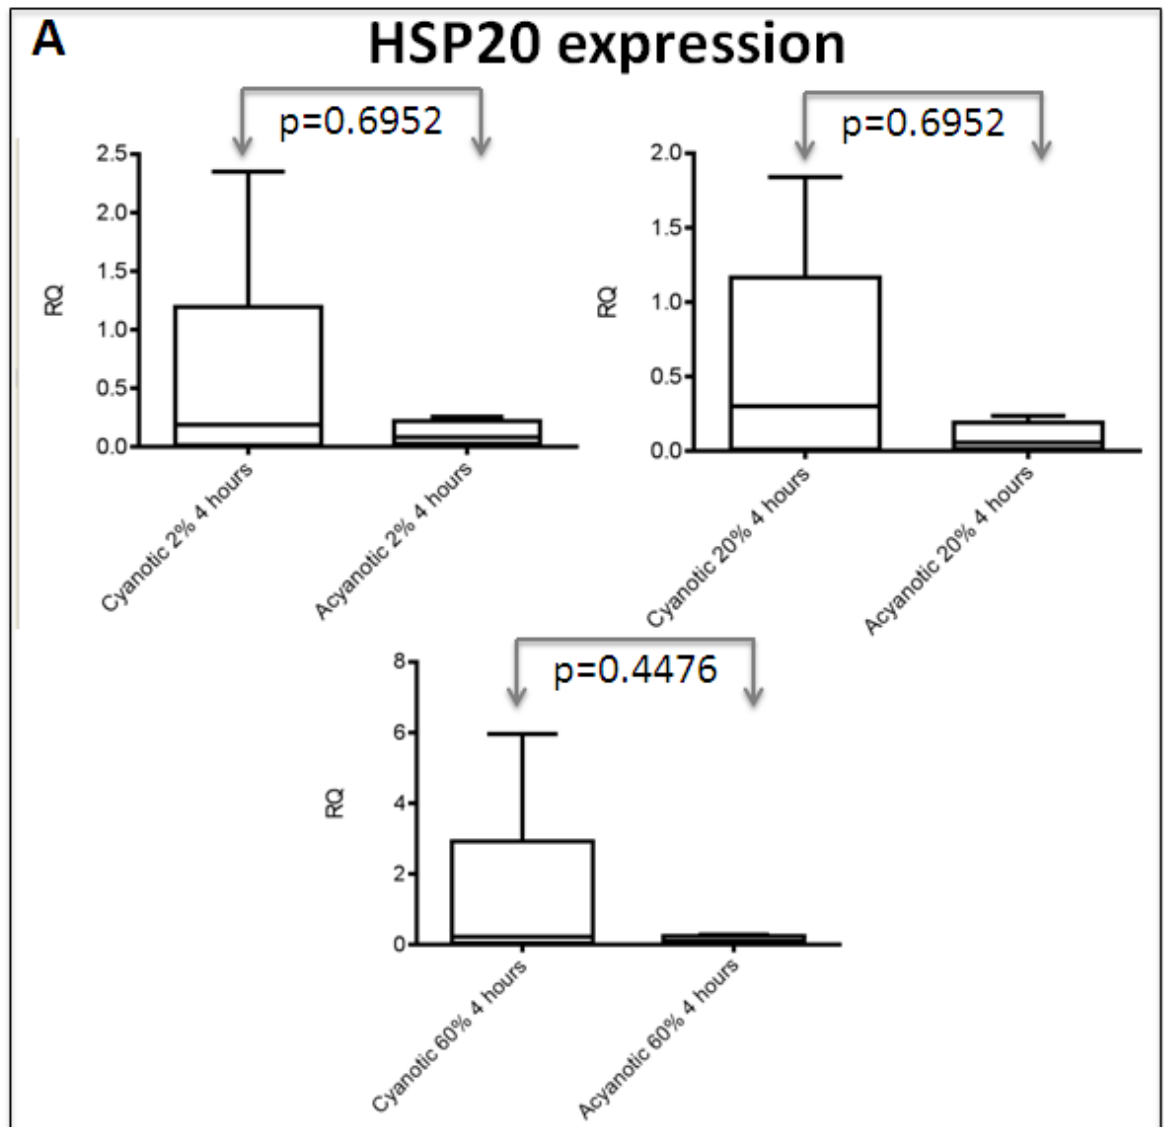 A
HSP20 expression
p=0.6952
2.5
2.0
1.5
1.0
0.5
0.0
RQ
Cyanotic 2% 4 hours
Acyanotic 2% 4 hours
p=0.6952
2.0
1.5
1.0
0.5
0.0
RQ
Cyanotic 20% 4 hours
Acyanotic 20% 4 hours
p=0.4476
8
6
4
2
0
RQ
Cyanotic 60% 4 hours
Acyanotic 60% 4 hours